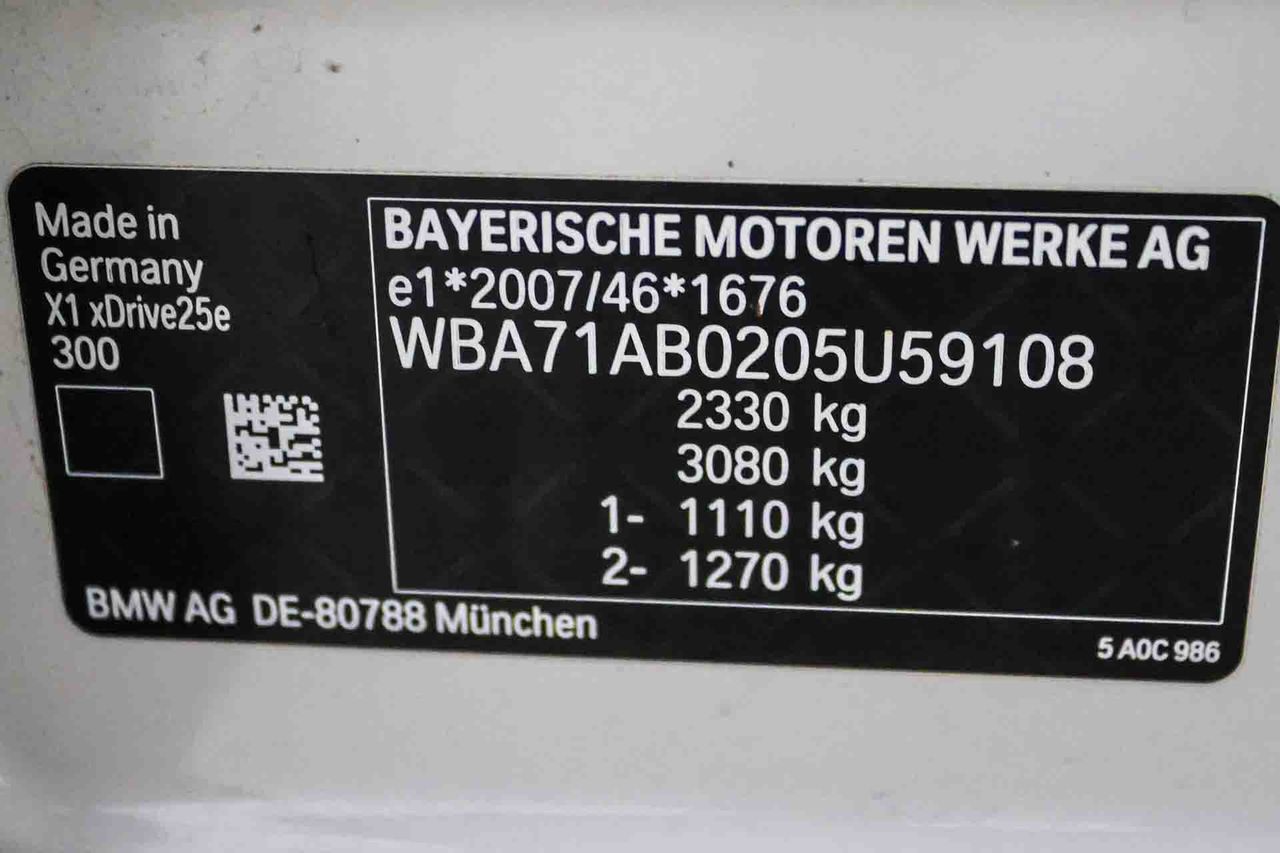 Made in
Germany
X1 xDrive25e
300
BAYERISCHE MOTOREN WERKE AG
e1*2007/46*1676
WBA71AB0205U59108
2330 kg
3080 kg
1- 1110 kg
2- 1270 kg
BMW AG DE-80788 München
5 A0C 986